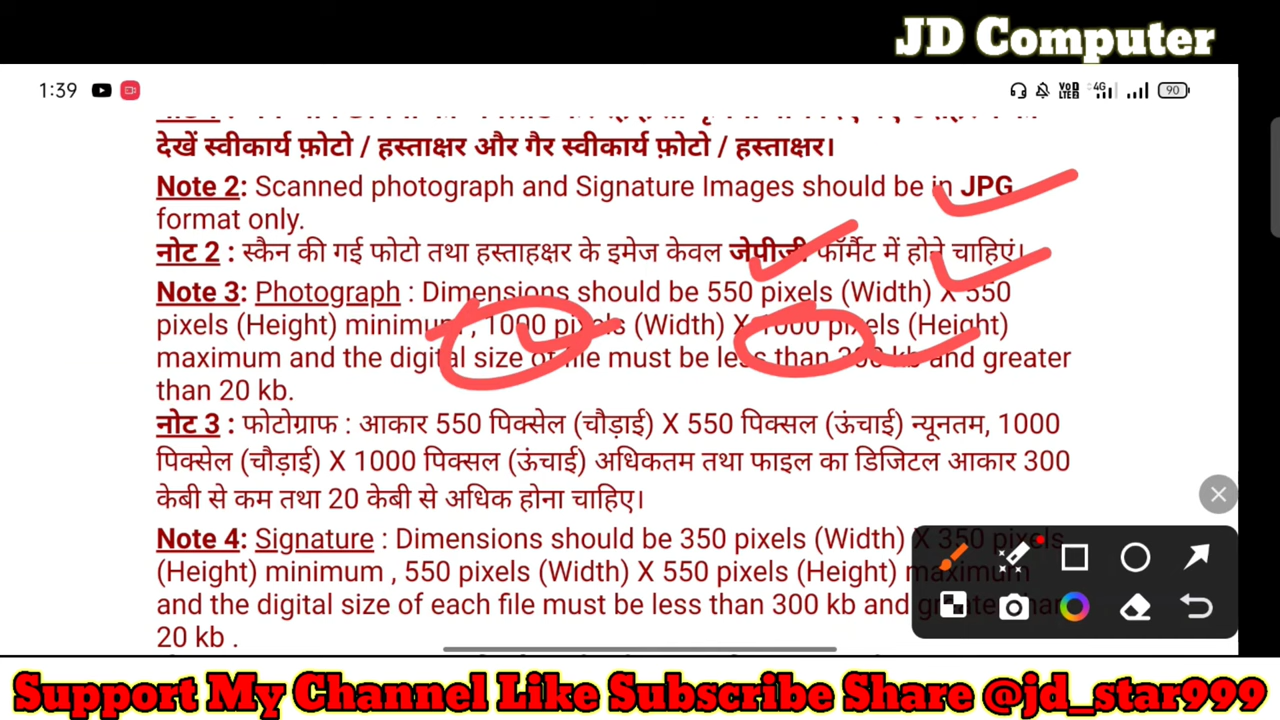 JD Computer
1:39
Vo) LTE2 4G 90
देखें स्वीकार्य फ़ोटो / हस्ताक्षर और गैर स्वीकार्य फ़ोटो / हस्ताक्षर।
Note 2: Scanned photograph and Signature Images should be in JPG
format only.
नोट 2 : स्कैन की गई फोटो तथा हस्ताहक्षर के इमेज केवल जेपीजी फॉर्मैट में होने चाहिएं।
Note 3: Photograph : Dimensions should be 550 pixels (Width) X 550
pixels (Height) minimum , 1000 pixels (Width) X 1000 pixels (Height)
maximum and the digital size of file must be less than 300 kb and greater
than 20 kb.
नोट 3 : फोटोग्राफ : आकार 550 पिक्सेल (चौड़ाई) X 550 पिक्सल (ऊंचाई) न्यूनतम, 1000
पिक्सेल (चौड़ाई) X 1000 पिक्सल (ऊंचाई) अधिकतम तथा फाइल का डिजिटल आकार 300
केबी से कम तथा 20 केबी से अधिक होना चाहिए।
Note 4: Signature : Dimensions should be 350 pixels (Width) X 350 pixels
(Height) minimum , 550 pixels (Width) X 550 pixels (Height) maximum
and the digital size of each file must be less than 300 kb and greater than
20 kb .
Support My Channel Like Subscribe Share @jd_star999